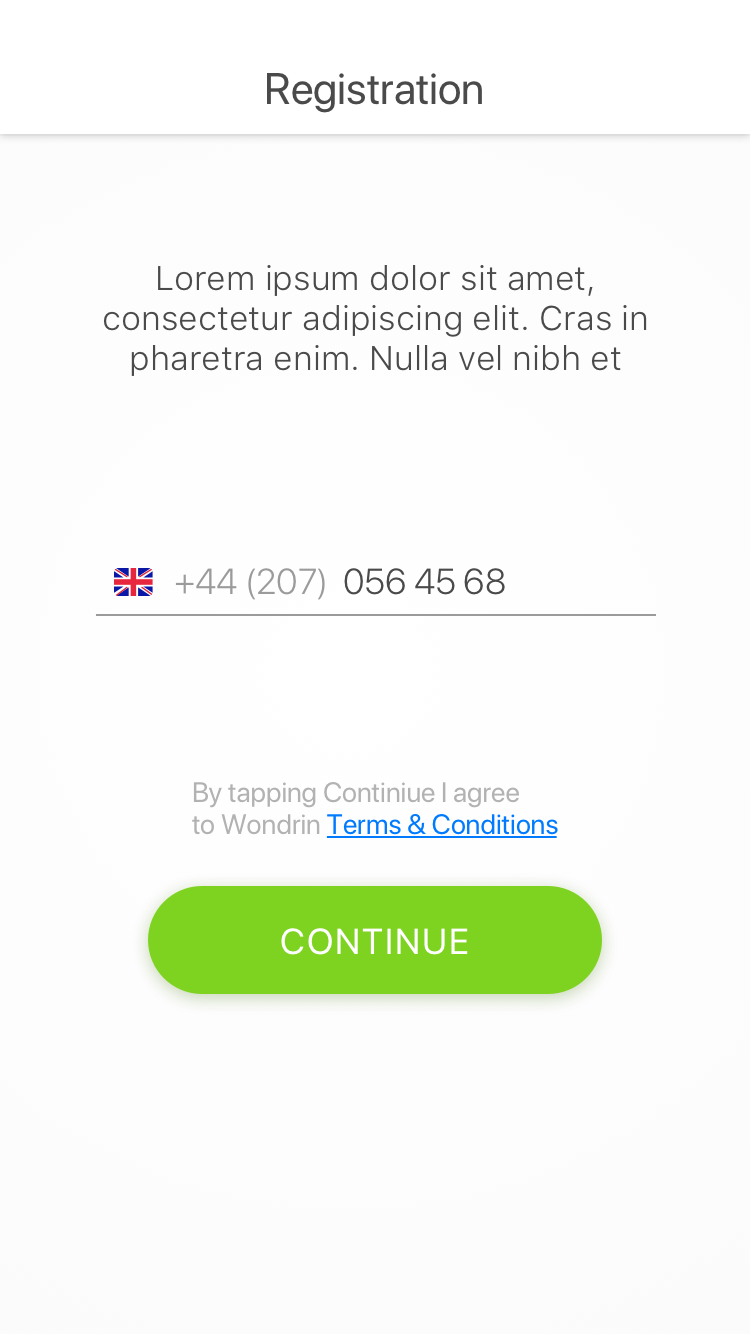 Registration
Lorem ipsum dolor sit amet,
consectetur adipiscing elit. Cras in
pharetra enim. Nulla vel nibh et
+44 (207) 056 45 68
By tapping Continiue I agree
to Wondrin Terms & Conditions
CONTINUE